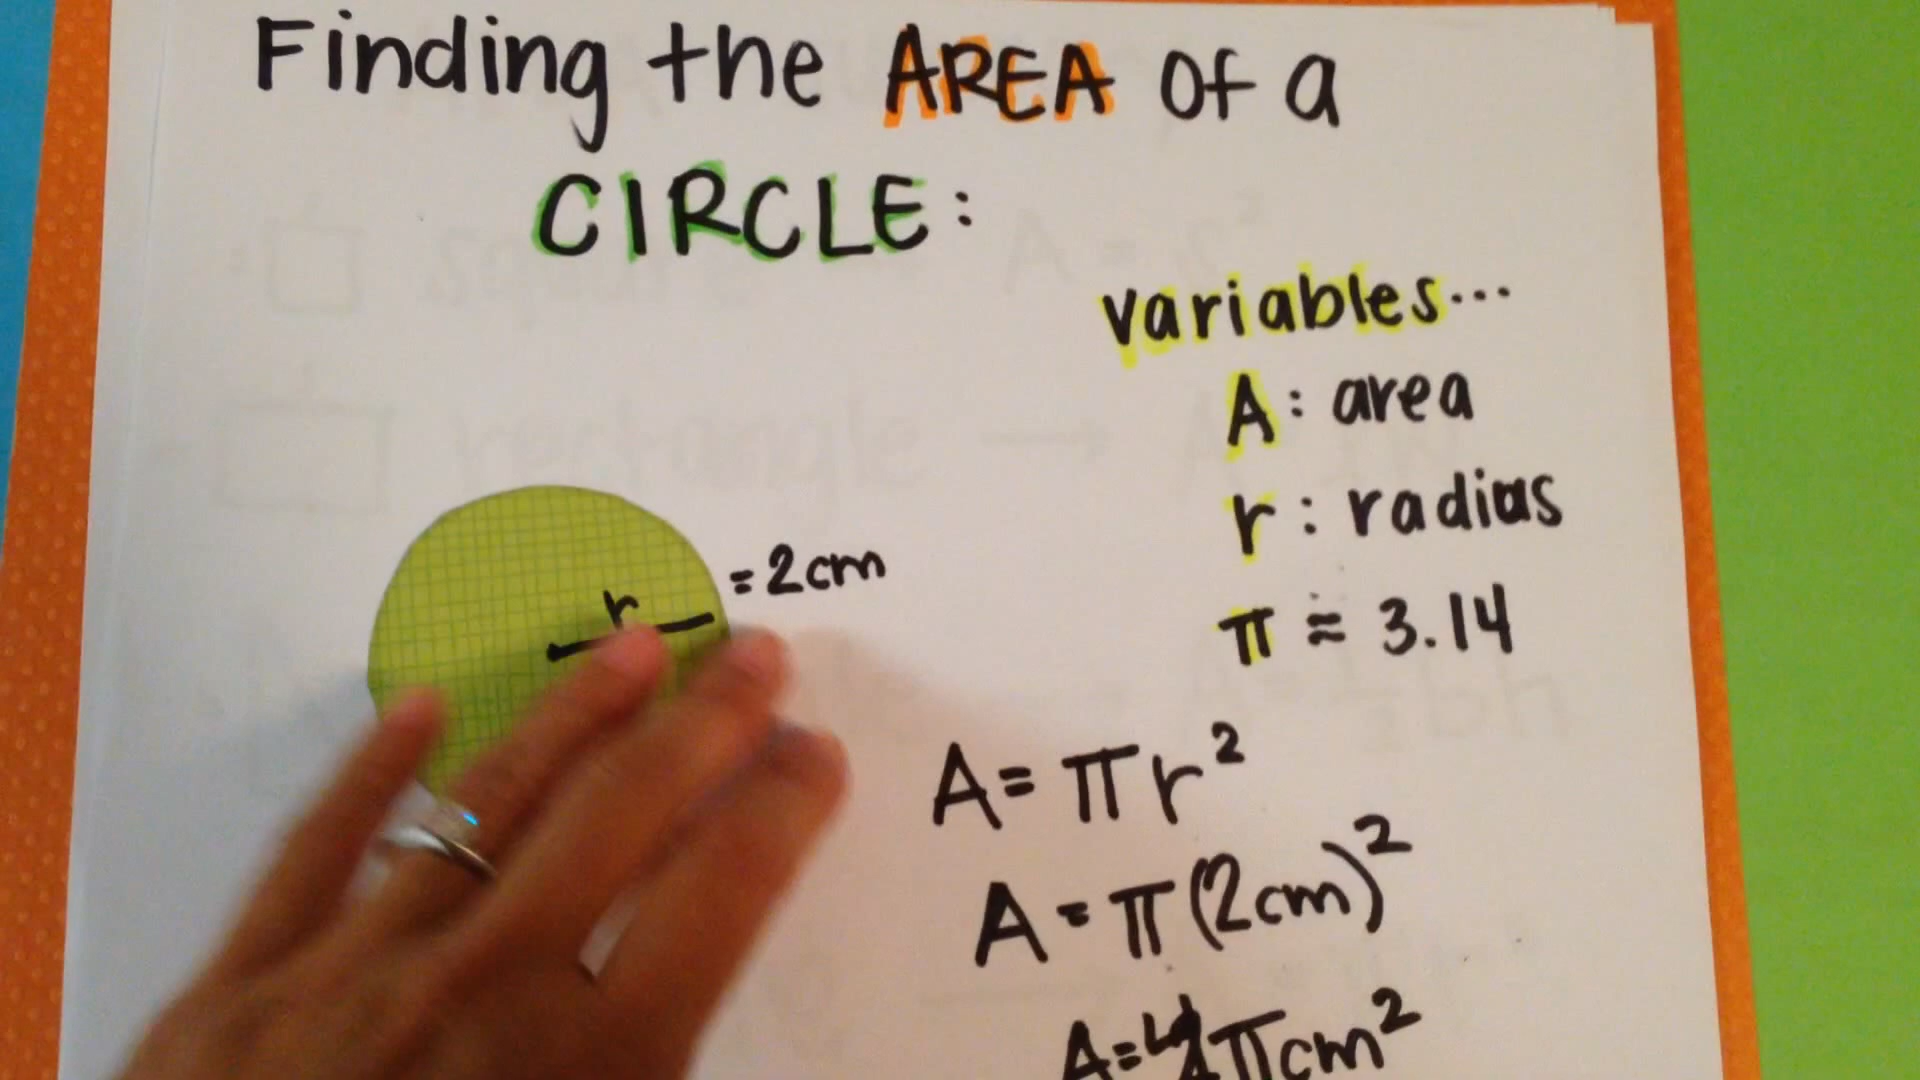 Finding the AREA of a
CIRCLE:
variables...
A: area
r: radius
π ≈ 3.14
r = 2cm
A = πr²
A = π(2cm)²
A = 4πcm²